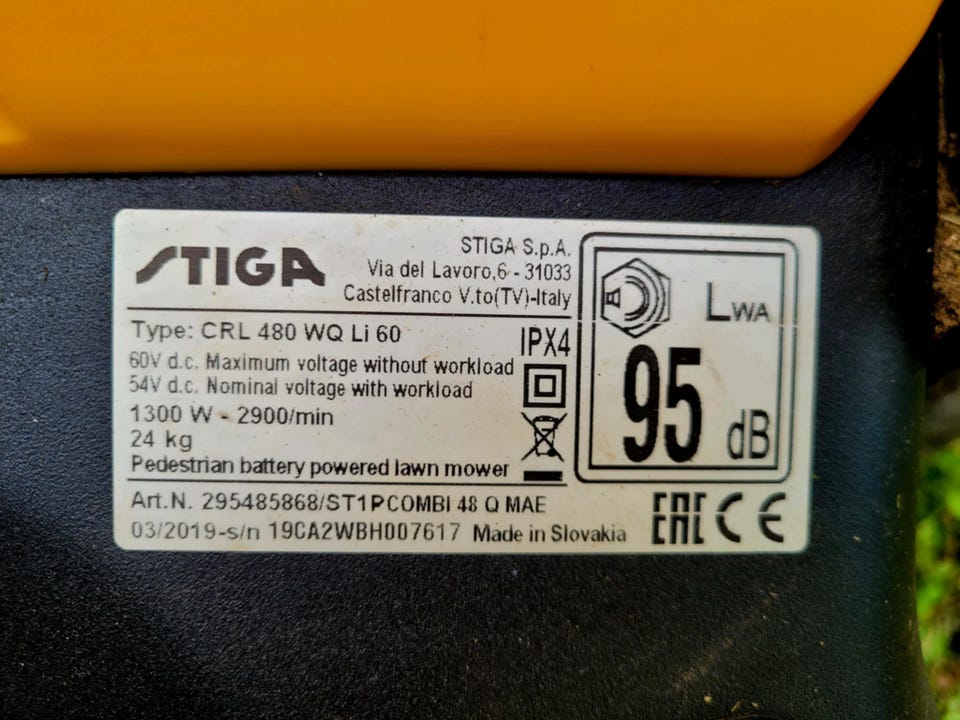 STIGA
STIGA S.p.A.
Via del Lavoro,6 - 31033
Castelfranco V.to(TV)-Italy
Type: CRL 480 WQ Li 60
60V d.c. Maximum voltage without workload
54V d.c. Nominal voltage with workload
1300 W - 2900/min
24 kg
Pedestrian battery powered lawn mower
IPX4
LWA
95 dB
Art.N. 295485868/ST1PCOMBI 48 Q MAE
03/2019-s/n 19CA2WBH007617 Made in Slovakia
EAC CE